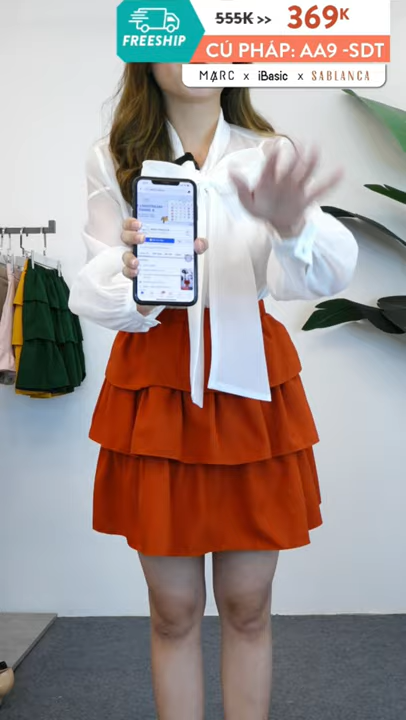 FREESHIP
555K >> 369K
CÚ PHÁP: AA9 -SDT
MARC x iBasic x SABLANCA